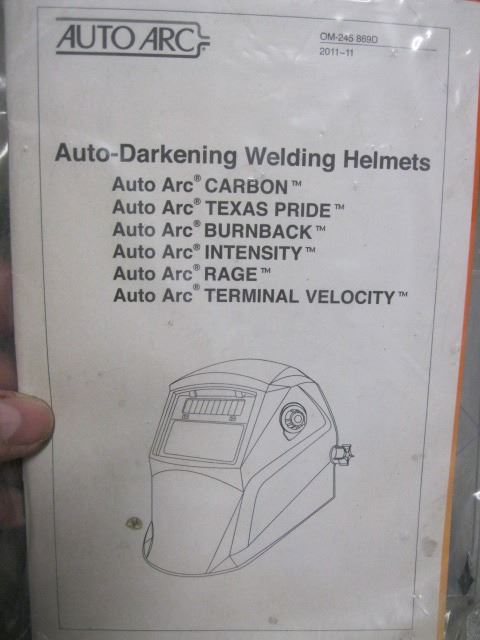 AUTO ARC
OM-245 869D
2011-11
Auto-Darkening Welding Helmets
Auto Arc® CARBON™
Auto Arc® TEXAS PRIDE™
Auto Arc® BURNBACK™
Auto Arc® INTENSITY™
Auto Arc® RAGE™
Auto Arc® TERMINAL VELOCITY™